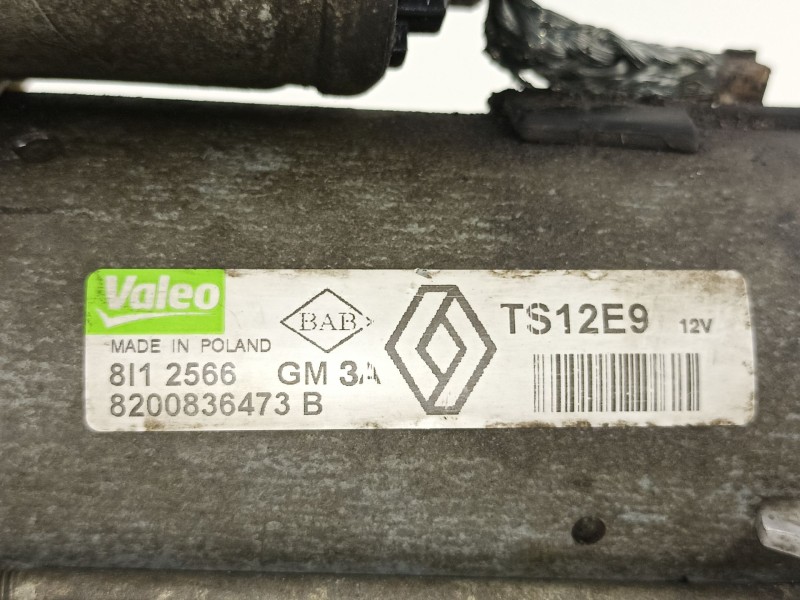 Valeo
BAB
TS12E9 12V
MADE IN POLAND
8I1 2566 GM 3A
8200836473 B